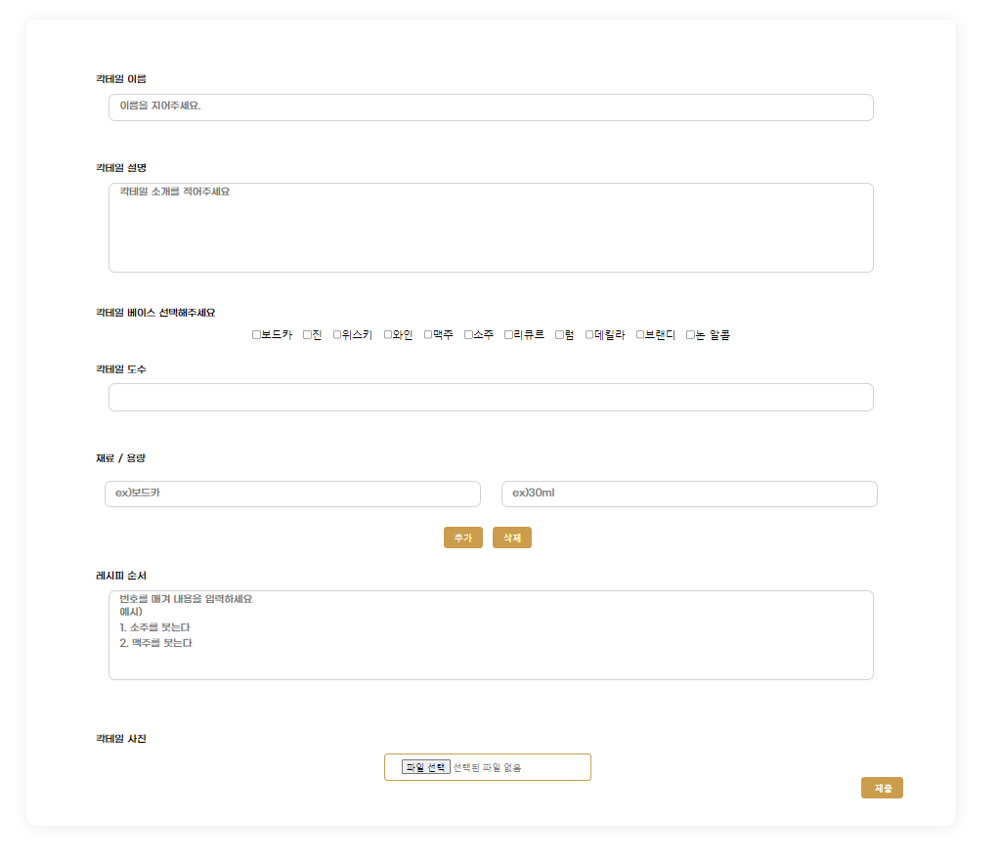 칵테일 이름
이름을 지어주세요.
칵테일 설명
칵테일 소개를 적어주세요
칵테일 베이스 선택해주세요
보드카 진 위스키 와인 맥주 소주 리큐르 럼 데킬라 브랜디 논 알콜
칵테일 도수
재료 / 용량
ex)보드카 ex)30ml
추가 삭제
레시피 순서
번호를 매겨 내용을 입력하세요
예시)
1. 소주를 붓는다
2. 맥주를 붓는다
칵테일 사진
파일 선택 선택된 파일 없음
제출